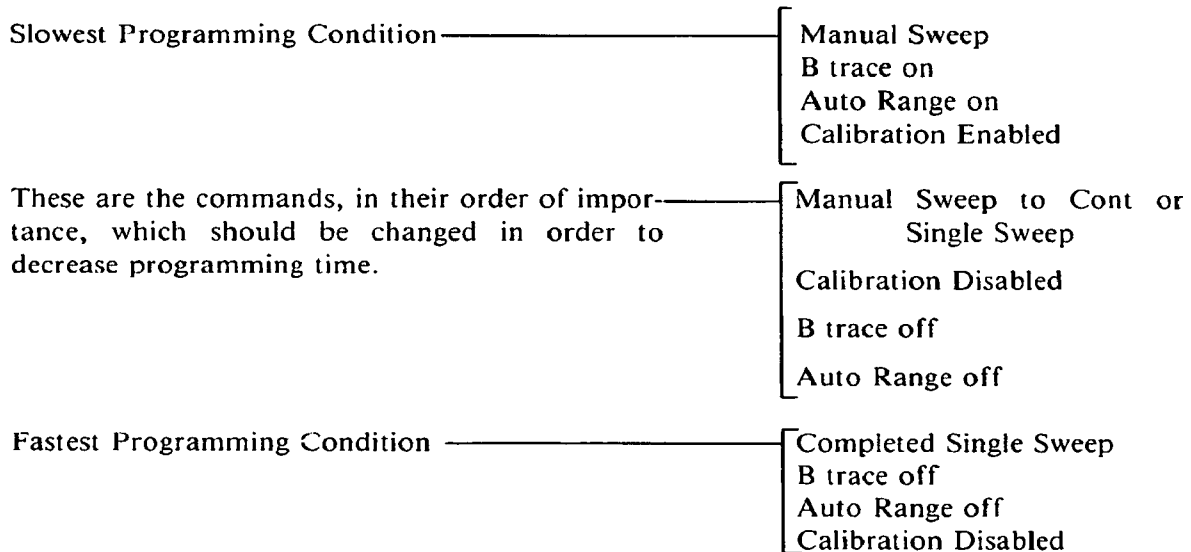 Slowest Programming Condition
Manual Sweep
B trace on
Auto Range on
Calibration Enabled
These are the commands, in their order of impor-
tance, which should be changed in order to
decrease programming time.
Manual Sweep to Cont or
Single Sweep
Calibration Disabled
B trace off
Auto Range off
Fastest Programming Condition
Completed Single Sweep
B trace off
Auto Range off
Calibration Disabled